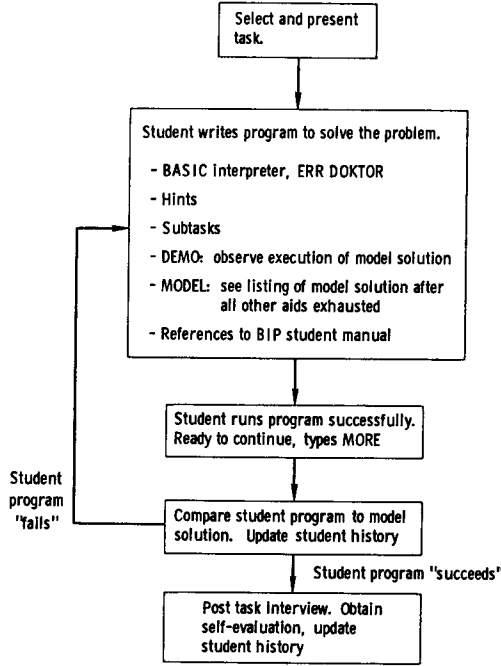 Select and present
task.
Student writes program to solve the problem.
- BASIC interpreter, ERR DOKTOR
- Hints
- Subtasks
- DEMO: observe execution of model solution
- MODEL: see listing of model solution after
all other aids exhausted
- References to BIP student manual
Student runs program successfully.
Ready to continue, types MORE
Student
program
"fails"
Compare student program to model
solution. Update student history
Student program "succeeds"
Post task interview. Obtain
self-evaluation, update
student history